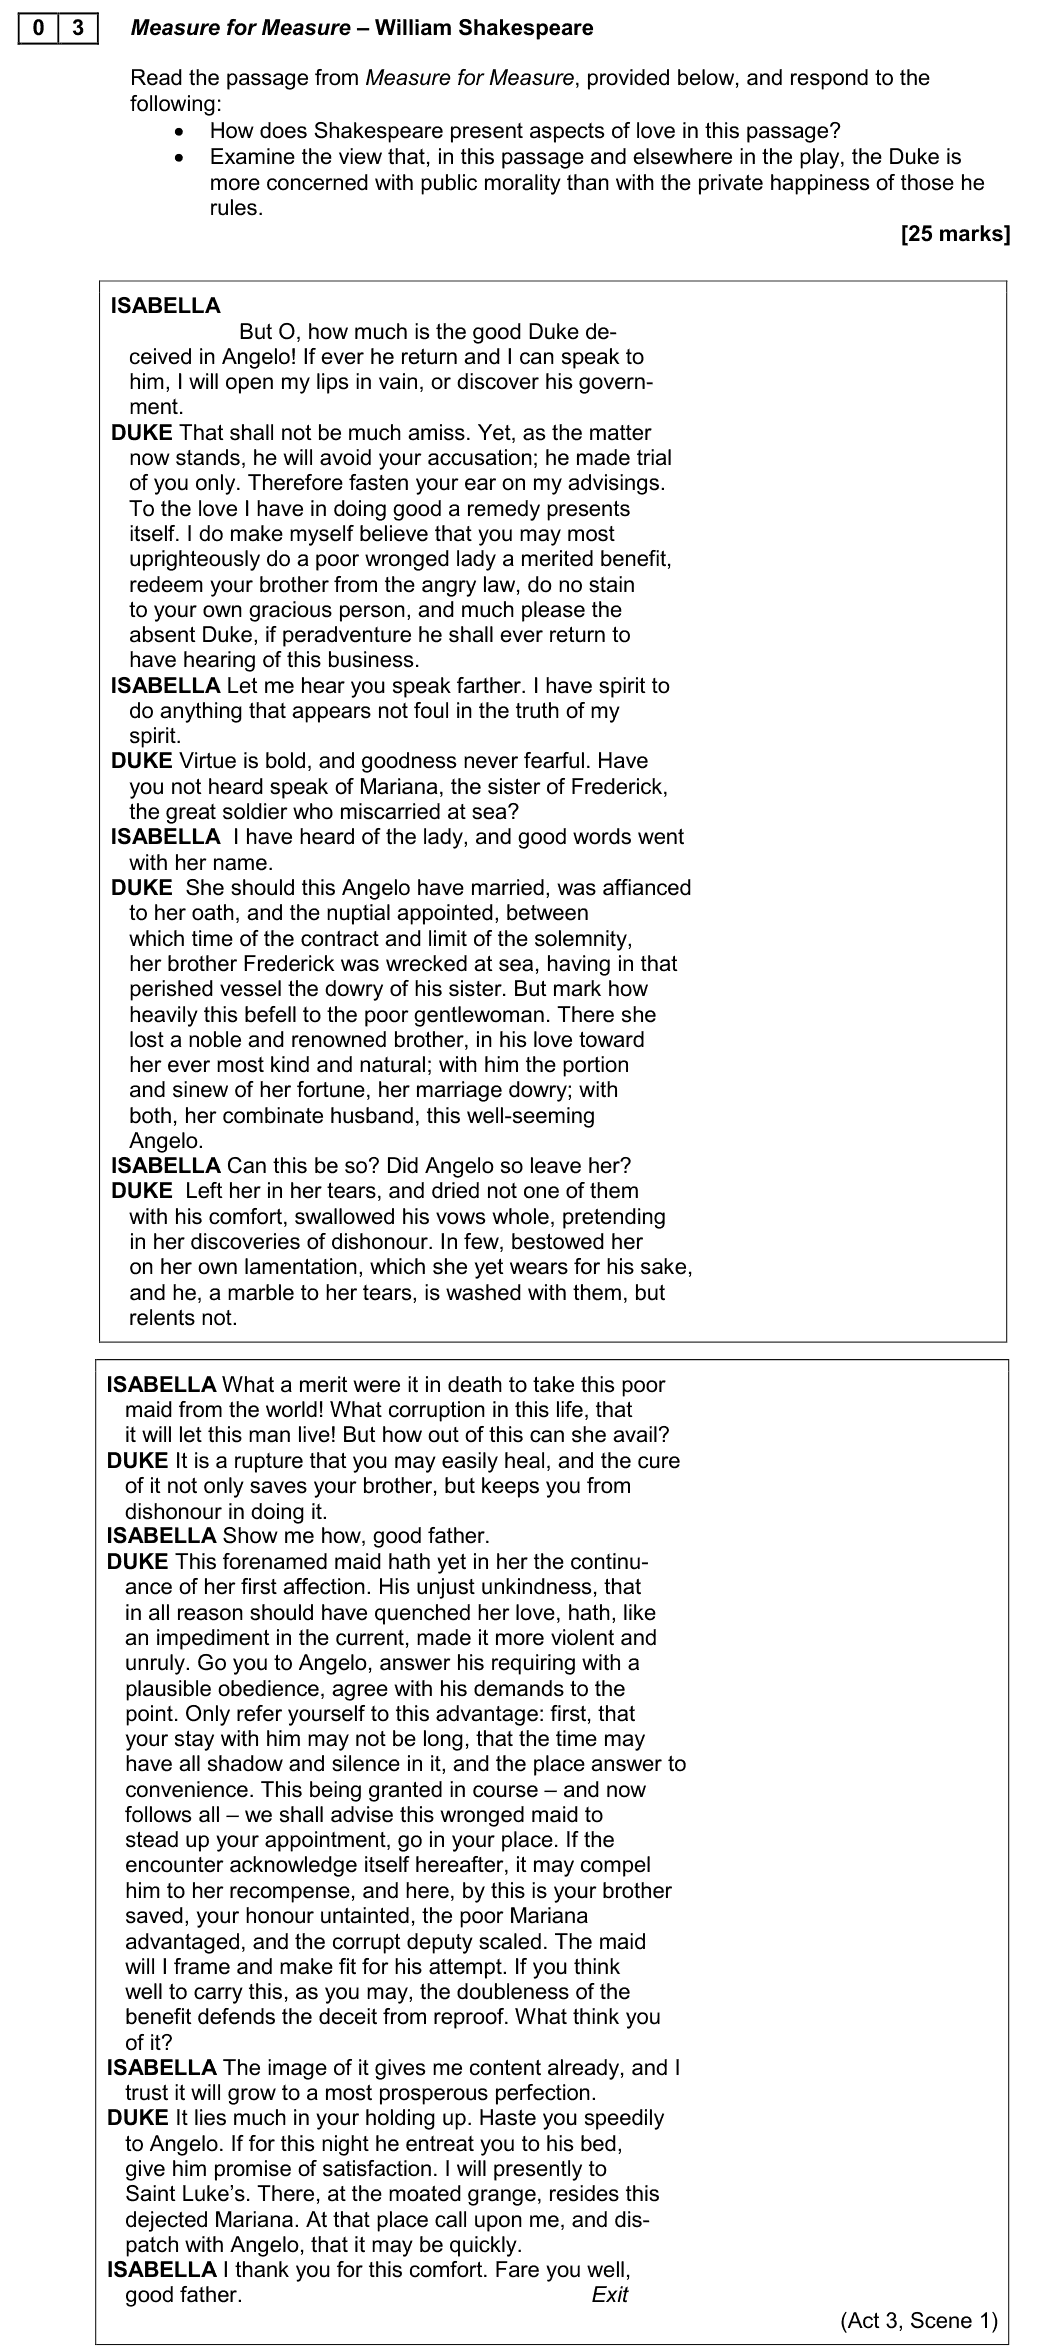 0 3 Measure for Measure – William Shakespeare
Read the passage from Measure for Measure, provided below, and respond to the
following:
• How does Shakespeare present aspects of love in this passage?
• Examine the view that, in this passage and elsewhere in the play, the Duke is
more concerned with public morality than with the private happiness of those he
rules.
[25 marks]
ISABELLA
But O, how much is the good Duke de-
ceived in Angelo! If ever he return and I can speak to
him, I will open my lips in vain, or discover his govern-
ment.
DUKE That shall not be much amiss. Yet, as the matter
now stands, he will avoid your accusation; he made trial
of you only. Therefore fasten your ear on my advisings.
To the love I have in doing good a remedy presents
itself. I do make myself believe that you may most
uprighteously do a poor wronged lady a merited benefit,
redeem your brother from the angry law, do no stain
to your own gracious person, and much please the
absent Duke, if peradventure he shall ever return to
have hearing of this business.
ISABELLA Let me hear you speak farther. I have spirit to
do anything that appears not foul in the truth of my
spirit.
DUKE Virtue is bold, and goodness never fearful. Have
you not heard speak of Mariana, the sister of Frederick,
the great soldier who miscarried at sea?
ISABELLA I have heard of the lady, and good words went
with her name.
DUKE She should this Angelo have married, was affianced
to her oath, and the nuptial appointed, between
which time of the contract and limit of the solemnity,
her brother Frederick was wrecked at sea, having in that
perished vessel the dowry of his sister. But mark how
heavily this befell to the poor gentlewoman. There she
lost a noble and renowned brother, in his love toward
her ever most kind and natural; with him the portion
and sinew of her fortune, her marriage dowry; with
both, her combinate husband, this well-seeming
Angelo.
ISABELLA Can this be so? Did Angelo so leave her?
DUKE Left her in her tears, and dried not one of them
with his comfort, swallowed his vows whole, pretending
in her discoveries of dishonour. In few, bestowed her
on her own lamentation, which she yet wears for his sake,
and he, a marble to her tears, is washed with them, but
relents not.
ISABELLA What a merit were it in death to take this poor
maid from the world! What corruption in this life, that
it will let this man live! But how out of this can she avail?
DUKE It is a rupture that you may easily heal, and the cure
of it not only saves your brother, but keeps you from
dishonour in doing it.
ISABELLA Show me how, good father.
DUKE This forenamed maid hath yet in her the continu-
ance of her first affection. His unjust unkindness, that
in all reason should have quenched her love, hath, like
an impediment in the current, made it more violent and
unruly. Go you to Angelo, answer his requiring with a
plausible obedience, agree with his demands to the
point. Only refer yourself to this advantage: first, that
your stay with him may not be long, that the time may
have all shadow and silence in it, and the place answer to
convenience. This being granted in course – and now
follows all – we shall advise this wronged maid to
stead up your appointment, go in your place. If the
encounter acknowledge itself hereafter, it may compel
him to her recompense, and here, by this is your brother
saved, your honour untainted, the poor Mariana
advantaged, and the corrupt deputy scaled. The maid
will I frame and make fit for his attempt. If you think
well to carry this, as you may, the doubleness of the
benefit defends the deceit from reproof. What think you
of it?
ISABELLA The image of it gives me content already, and I
trust it will grow to a most prosperous perfection.
DUKE It lies much in your holding up. Haste you speedily
to Angelo. If for this night he entreat you to his bed,
give him promise of satisfaction. I will presently to
Saint Luke's. There, at the moated grange, resides this
dejected Mariana. At that place call upon me, and dis-
patch with Angelo, that it may be quickly.
ISABELLA I thank you for this comfort. Fare you well,
good father. Exit
(Act 3, Scene 1)